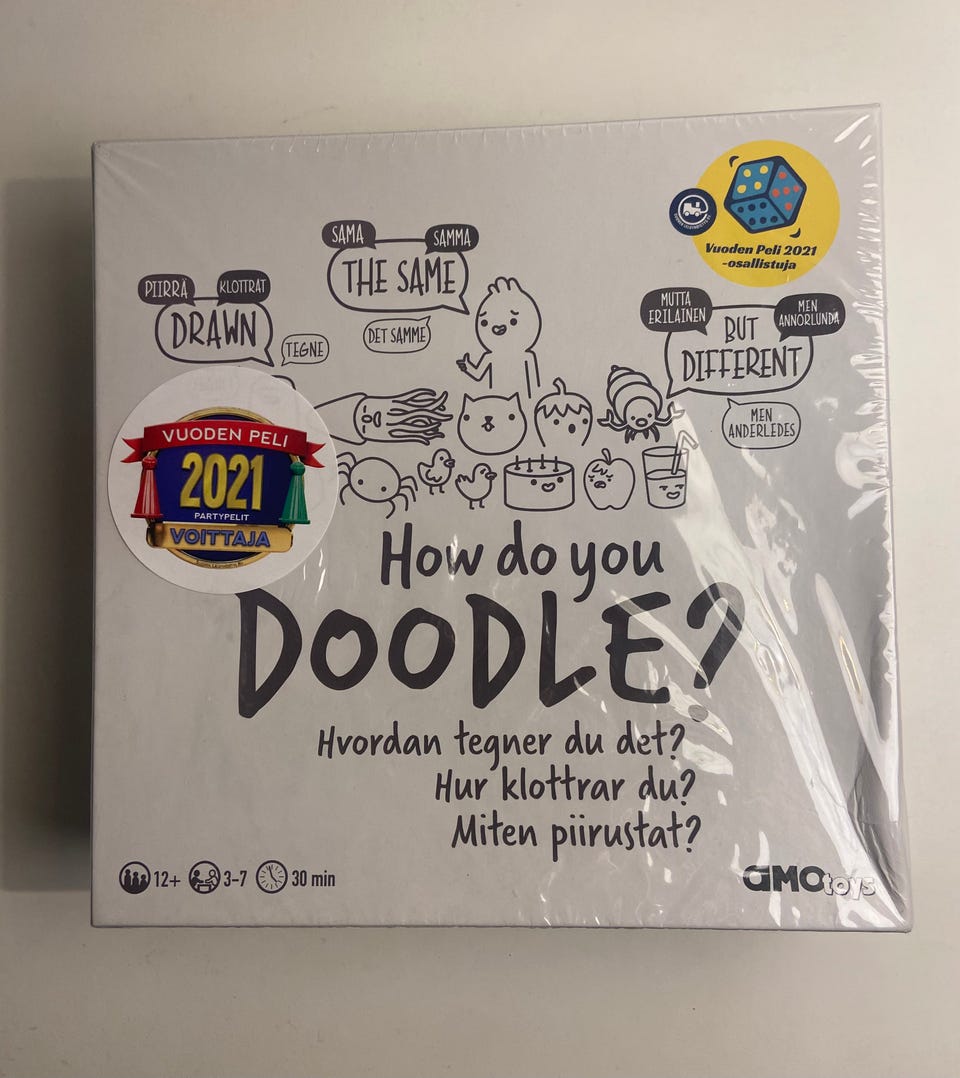 SAMA
SAMMA
THE SAME
DET SAMME
PIIRRÄ
KLOTTRAT
DRAWN
TEGNE
MUTTA
ERILAINEN
MEN
ANNORLUNDA
BUT
DIFFERENT
MEN
ANDERLEDES
Vuoden Peli 2021
-osallistuja
VUODEN PELI
2021
PARTYPELIT
VOITTAJA
How do you
DOODLE?
Hvordan tegner du det?
Hur klottrar du?
Miten piirustat?
12+ 3-7 30 min
GMOtoys